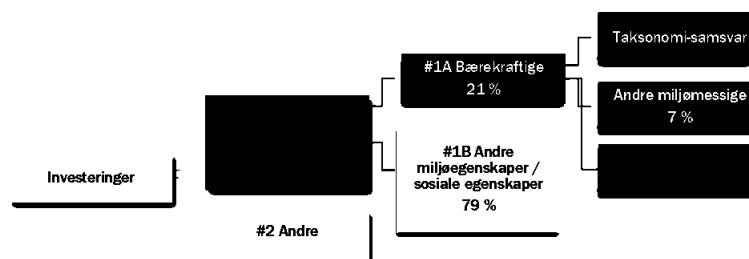 Investeringer
#2 Andre
#1A Bærekraftige
21 %
#1B Andre
miljøegenskaper /
sosiale egenskaper
79 %
Taksonomi-samsvar
Andre miljømessige
7 %